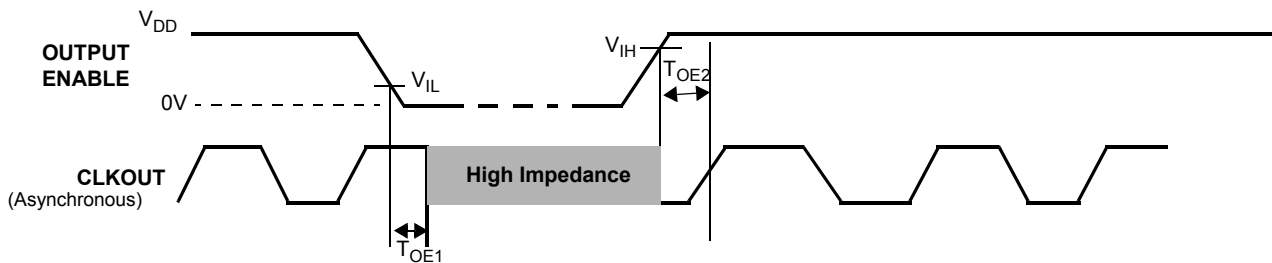 V_DD
OUTPUT
ENABLE
V_IL
0V
V_IH
T_OE2
CLKOUT
(Asynchronous)
High Impedance
T_OE1